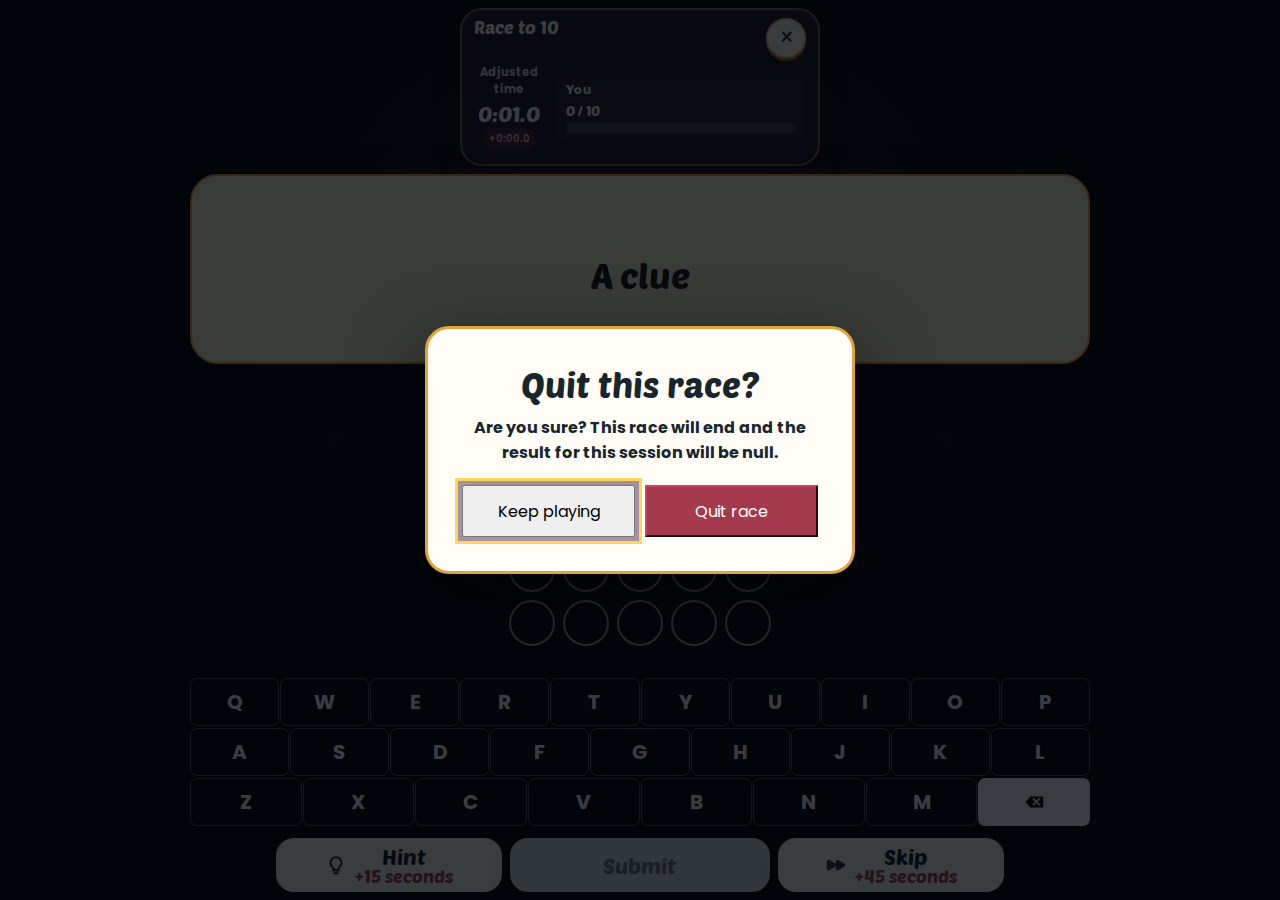 Race to 10
×
Adjusted
time
0:01.0
+0:00.0
You
0 / 10
A clue
Quit this race?
Are you sure? This race will end and the
result for this session will be null.
Keep playing
Quit race
Q W E R T Y U I O P
A S D F G H J K L
Z X C V B N M
Hint
+15 seconds
Submit
Skip
+45 seconds